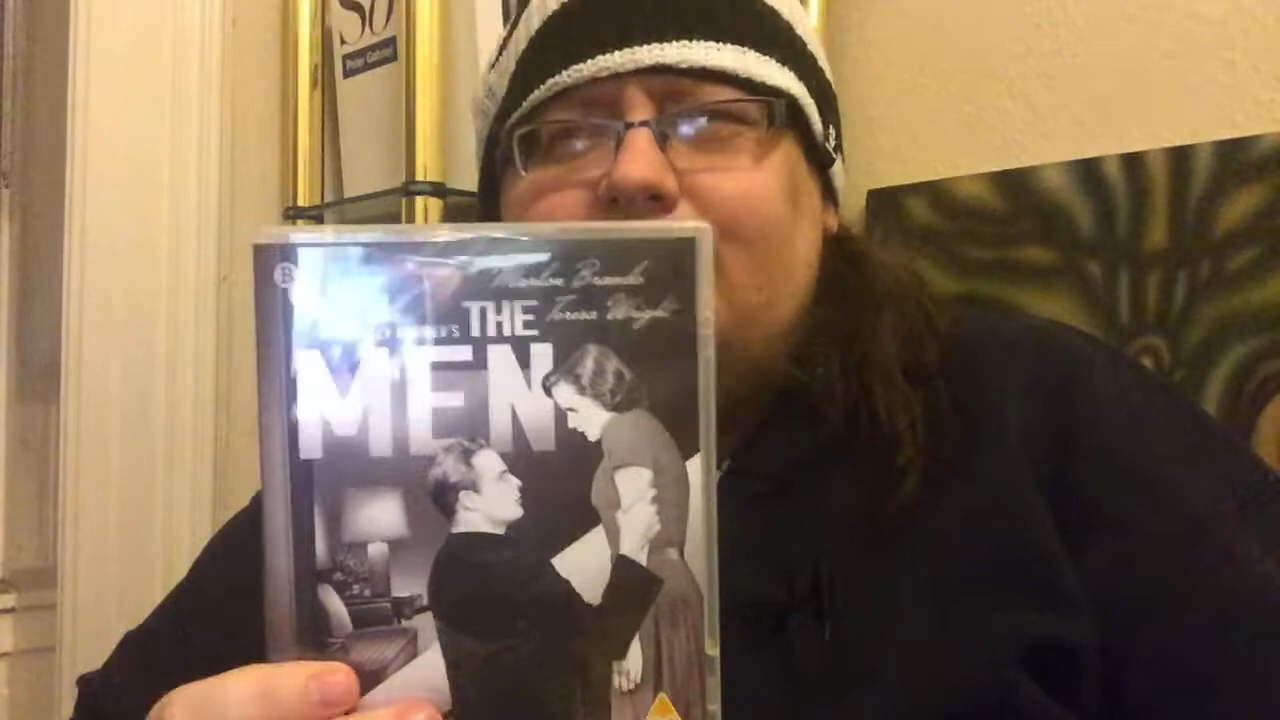 So
Peter Gabriel
B
Marlon Brando
Teresa Wright
THE
MEN